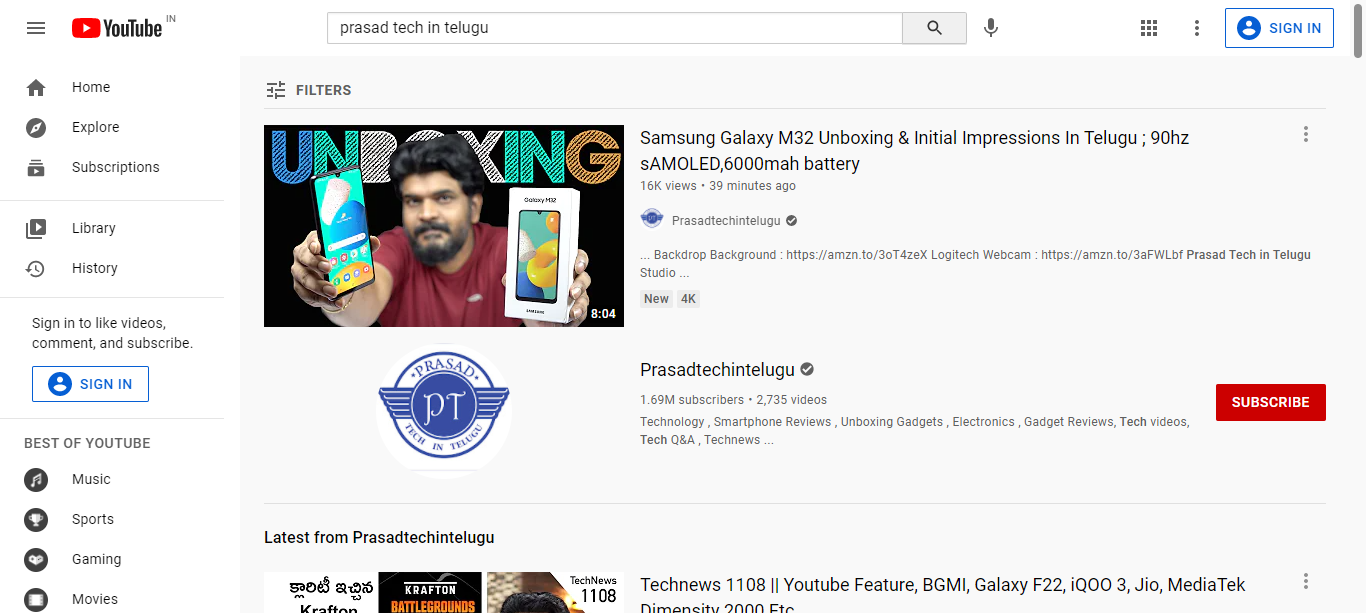 YouTube IN
prasad tech in telugu
SIGN IN
Home
Explore
Subscriptions
Library
History
Sign in to like videos,
comment, and subscribe.
SIGN IN
BEST OF YOUTUBE
Music
Sports
Gaming
Movies
FILTERS
UNBOXING
Galaxy M32
SAMSUNG
8:04
Samsung Galaxy M32 Unboxing & Initial Impressions In Telugu ; 90hz
sAMOLED,6000mah battery
16K views • 39 minutes ago
PT
Prasadtechintelugu
... Backdrop Background : https://amzn.to/3oT4zeX Logitech Webcam : https://amzn.to/3aFWLbf Prasad Tech in Telugu
Studio ...
New 4K
PRASAD
PT
TECH IN TELUGU
Prasadtechintelugu
1.69M subscribers • 2,735 videos
Technology , Smartphone Reviews , Unboxing Gadgets , Electronics , Gadget Reviews, Tech videos,
Tech Q&A , Technews ...
SUBSCRIBE
Latest from Prasadtechintelugu
క్లారిటీ ఇచ్చిన
Krafton
KRAFTON
BATTLEGROUNDS
TechNews
1108
Technews 1108 || Youtube Feature, BGMI, Galaxy F22, iQOO 3, Jio, MediaTek
Dimensity 2000 Etc